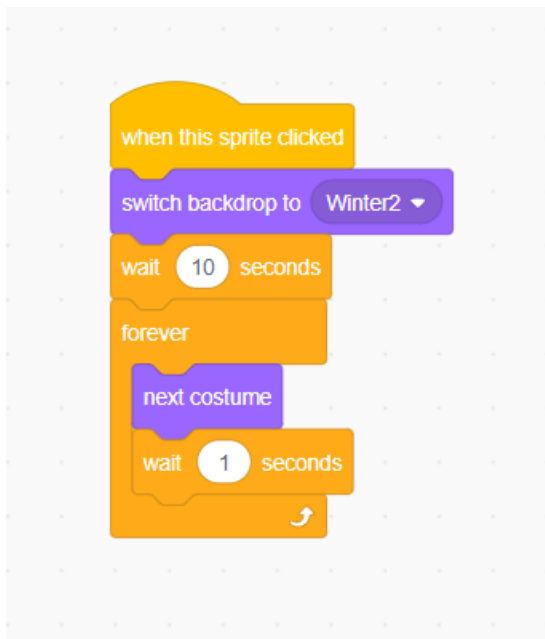 when this sprite clicked
switch backdrop to Winter2
wait 10 seconds
forever
next costume
wait 1 seconds